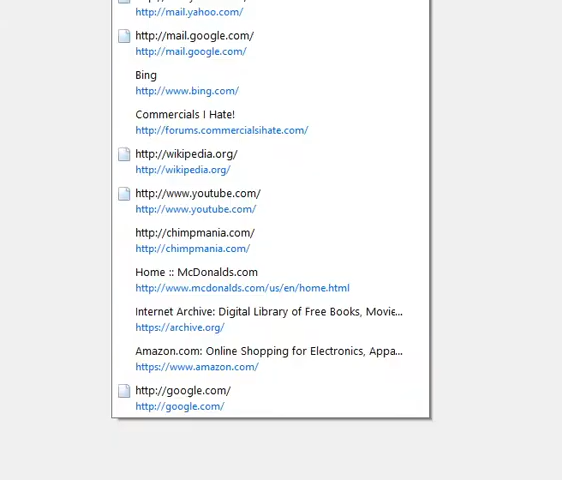 http://mail.yahoo.com/
http://mail.google.com/
http://mail.google.com/
Bing
http://www.bing.com/
Commercials I Hate!
http://forums.commercialsihate.com/
http://wikipedia.org/
http://wikipedia.org/
http://www.youtube.com/
http://www.youtube.com/
http://chimpmania.com/
http://chimpmania.com/
Home :: McDonalds.com
http://www.mcdonalds.com/us/en/home.html
Internet Archive: Digital Library of Free Books, Movie...
https://archive.org/
Amazon.com: Online Shopping for Electronics, Appa...
https://www.amazon.com/
http://google.com/
http://google.com/